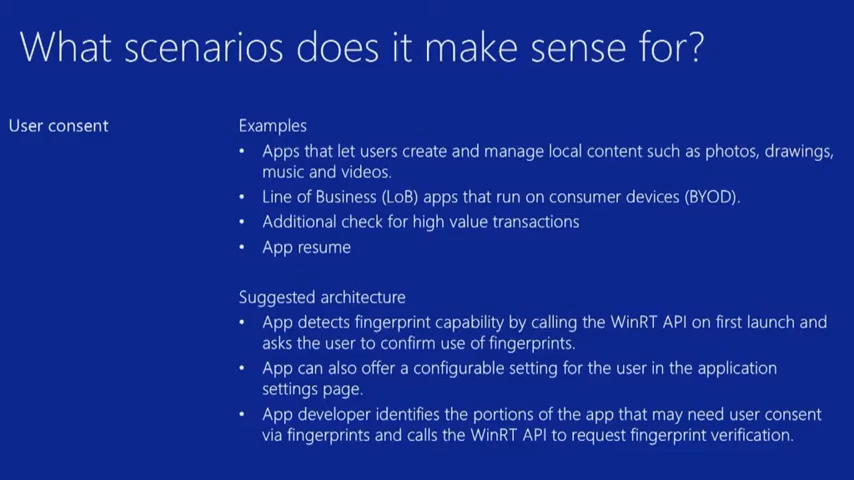 What scenarios does it make sense for?
User consent
Examples
• Apps that let users create and manage local content such as photos, drawings,
music and videos.
• Line of Business (LoB) apps that run on consumer devices (BYOD).
• Additional check for high value transactions
• App resume
Suggested architecture
• App detects fingerprint capability by calling the WinRT API on first launch and
asks the user to confirm use of fingerprints.
• App can also offer a configurable setting for the user in the application
settings page.
• App developer identifies the portions of the app that may need user consent
via fingerprints and calls the WinRT API to request fingerprint verification.